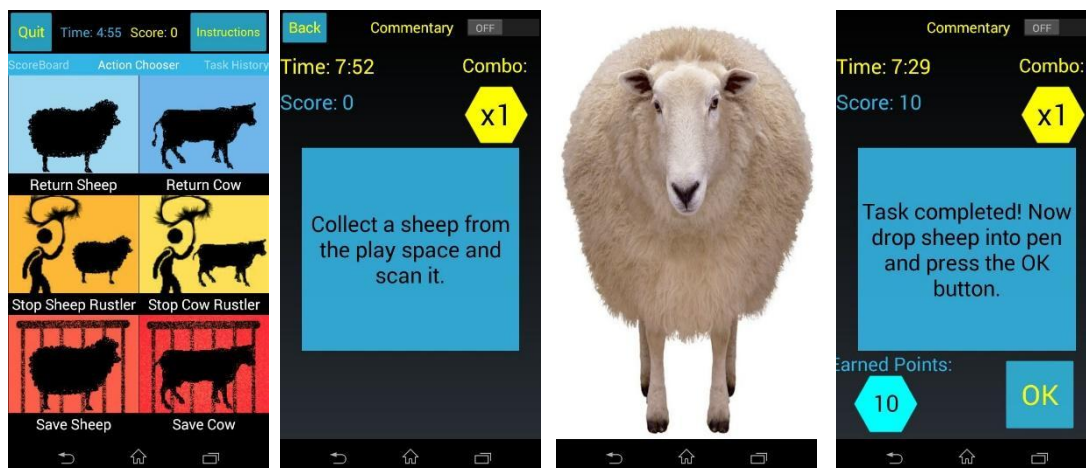 Quit Time: 4:55 Score: 0 Instructions
ScoreBoard Action Chooser Task History
Return Sheep Return Cow
Stop Sheep Rustler Stop Cow Rustler
Save Sheep Save Cow
Back Commentary OFF
Time: 7:52 Combo:
Score: 0 x1
Collect a sheep from
the play space and
scan it.
Commentary OFF
Time: 7:29 Combo:
Score: 10 x1
Task completed! Now
drop sheep into pen
and press the OK
button.
Earned Points:
10 OK